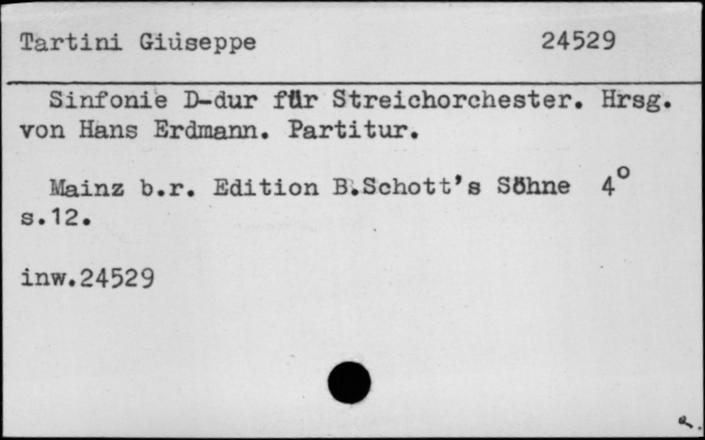 Tartini Giuseppe 24529
Sinfonie D-dur für Streichorchester. Hrsg.
von Hans Erdmann. Partitur.
Mainz b.r. Edition B.Schott's Söhne 4°
s.12.
inw.24529